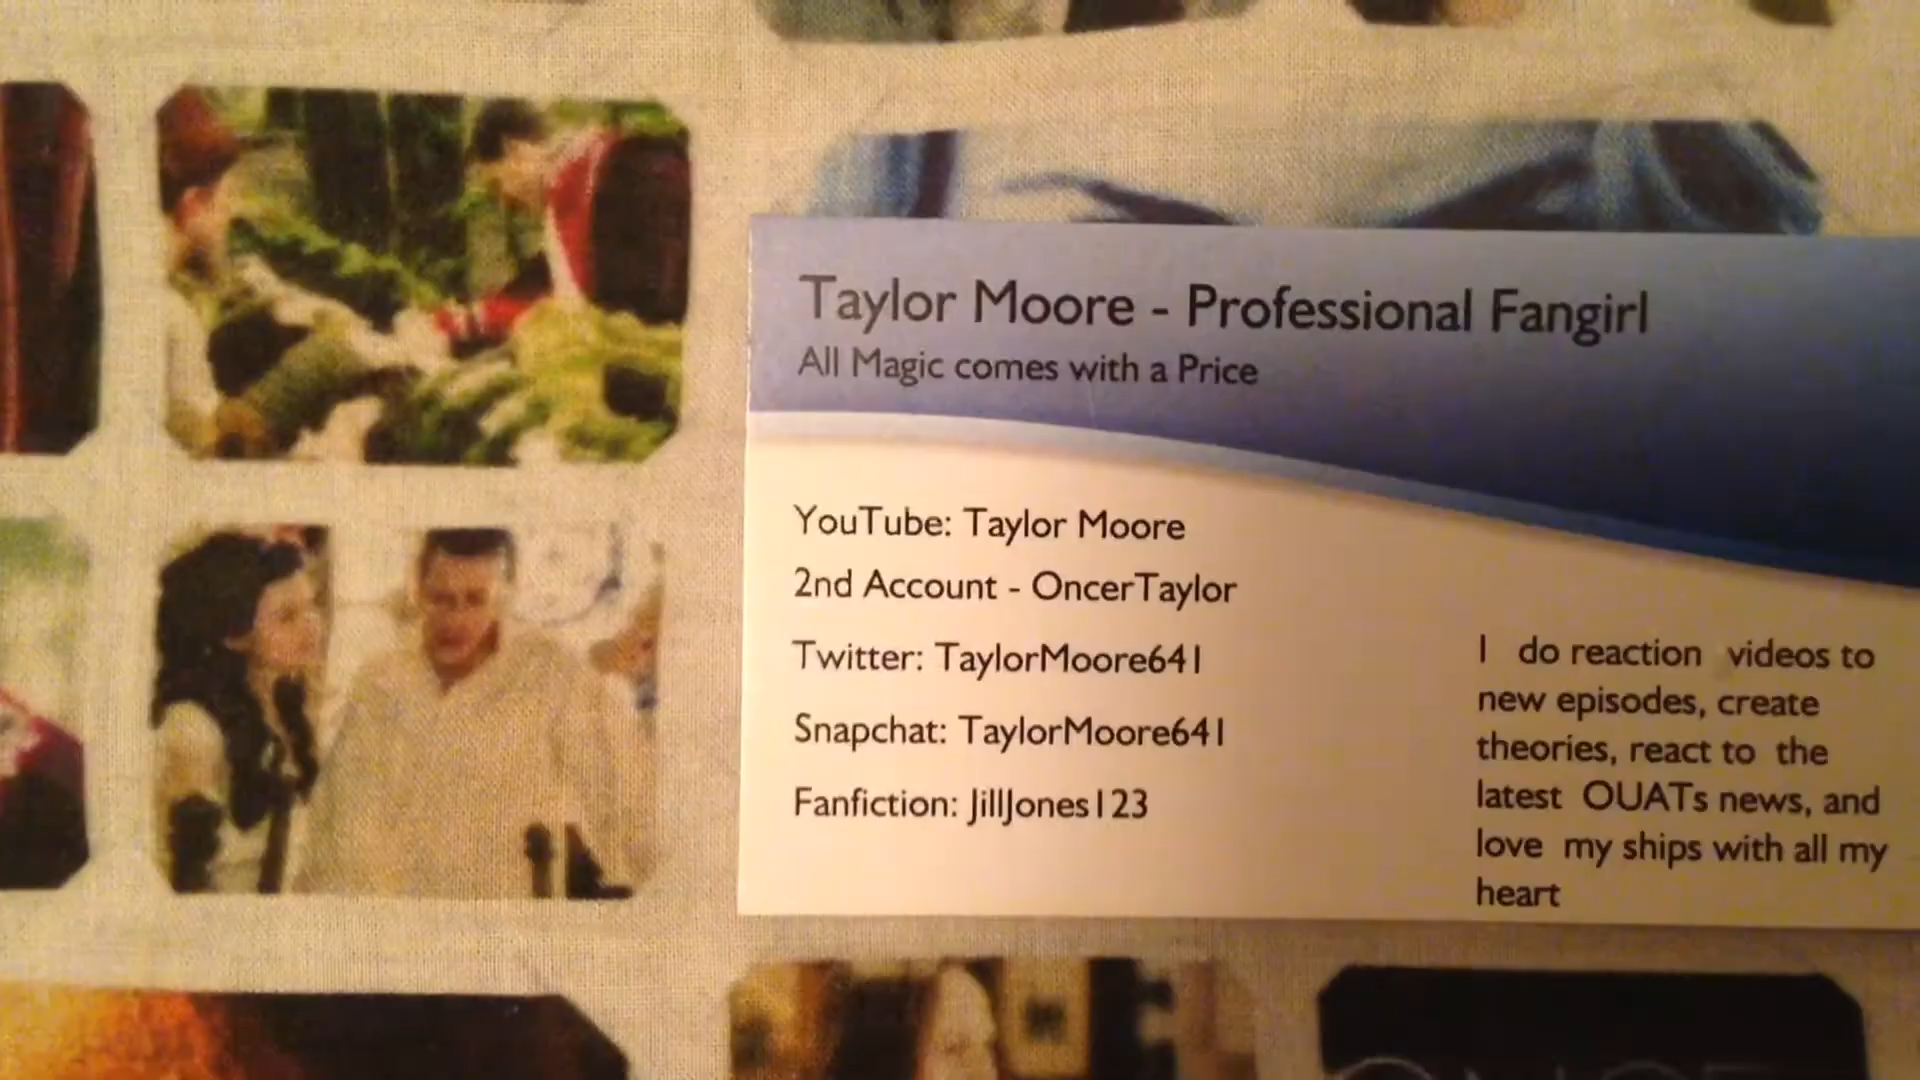 Taylor Moore - Professional Fangirl
All Magic comes with a Price
YouTube: Taylor Moore
2nd Account - OncerTaylor
Twitter: TaylorMoore641
Snapchat: TaylorMoore641
Fanfiction: JillJones123
I do reaction videos to
new episodes, create
theories, react to the
latest OUATs news, and
love my ships with all my
heart